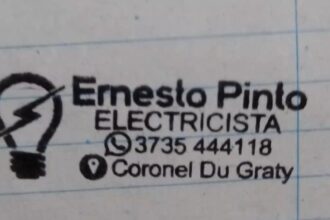 Ernesto Pinto
ELECTRICISTA
3735 444118
Coronel Du Graty